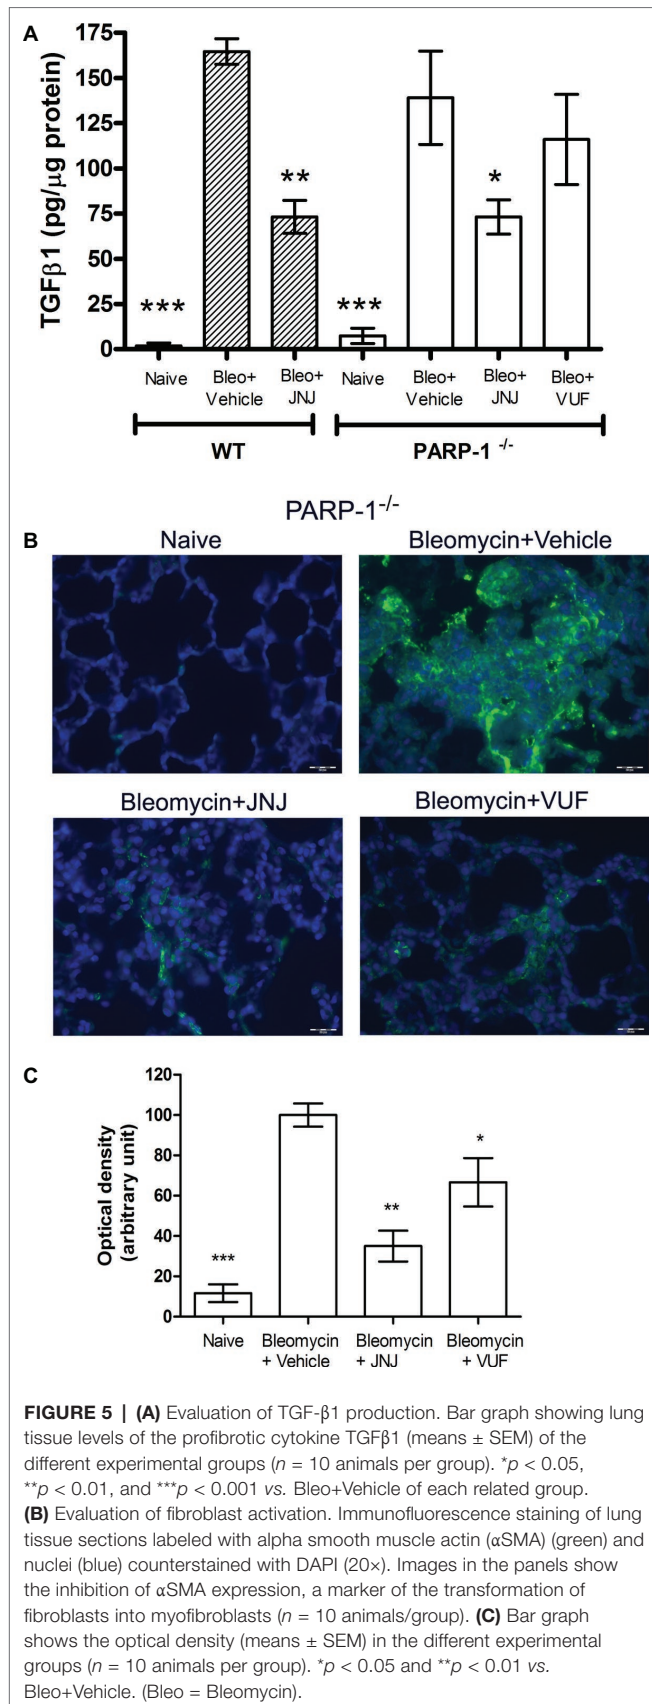 A
TGFβ1 (pg/μg protein)
175
150
125
100
75
50
25
0
***
**
***
*
Naive Bleo+ Bleo+ Naive Bleo+ Bleo+ Bleo+
Vehicle JNJ Vehicle JNJ VUF
WT PARP-1 -/-
PARP-1-/-
B Naive Bleomycin+Vehicle
Bleomycin+JNJ Bleomycin+VUF
C
Optical density
(arbitrary unit)
120
100
80
60
40
20
0
***
**
*
Naive Bleomycin Bleomycin Bleomycin
+ Vehicle + JNJ + VUF
FIGURE 5 | (A) Evaluation of TGF-β1 production. Bar graph showing lung
tissue levels of the profibrotic cytokine TGFβ1 (means ± SEM) of the
different experimental groups (n = 10 animals per group). *p < 0.05,
**p < 0.01, and ***p < 0.001 vs. Bleo+Vehicle of each related group.
(B) Evaluation of fibroblast activation. Immunofluorescence staining of lung
tissue sections labeled with alpha smooth muscle actin (αSMA) (green) and
nuclei (blue) counterstained with DAPI (20×). Images in the panels show
the inhibition of αSMA expression, a marker of the transformation of
fibroblasts into myofibroblasts (n = 10 animals/group). (C) Bar graph
shows the optical density (means ± SEM) in the different experimental
groups (n = 10 animals per group). *p < 0.05 and **p < 0.01 vs.
Bleo+Vehicle. (Bleo = Bleomycin).